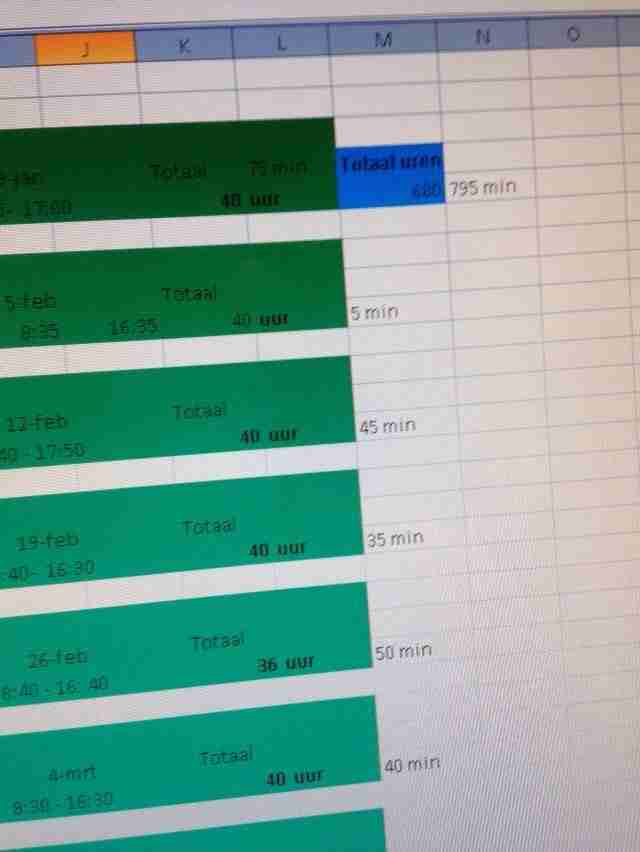 J K L M N O
-jan Totaal 75 min Totaal uren
- 17:00 40 uur 680 795 min
5-feb Totaal
8:35 16:35 40 uur 5 min
12-feb Totaal
40 - 17:50 40 uur 45 min
19-feb Totaal
:40- 16:30 40 uur 35 min
26-feb Totaal
8:40 - 16: 40 36 uur 50 min
4-mrt Totaal
8:30 - 16:30 40 uur 40 min